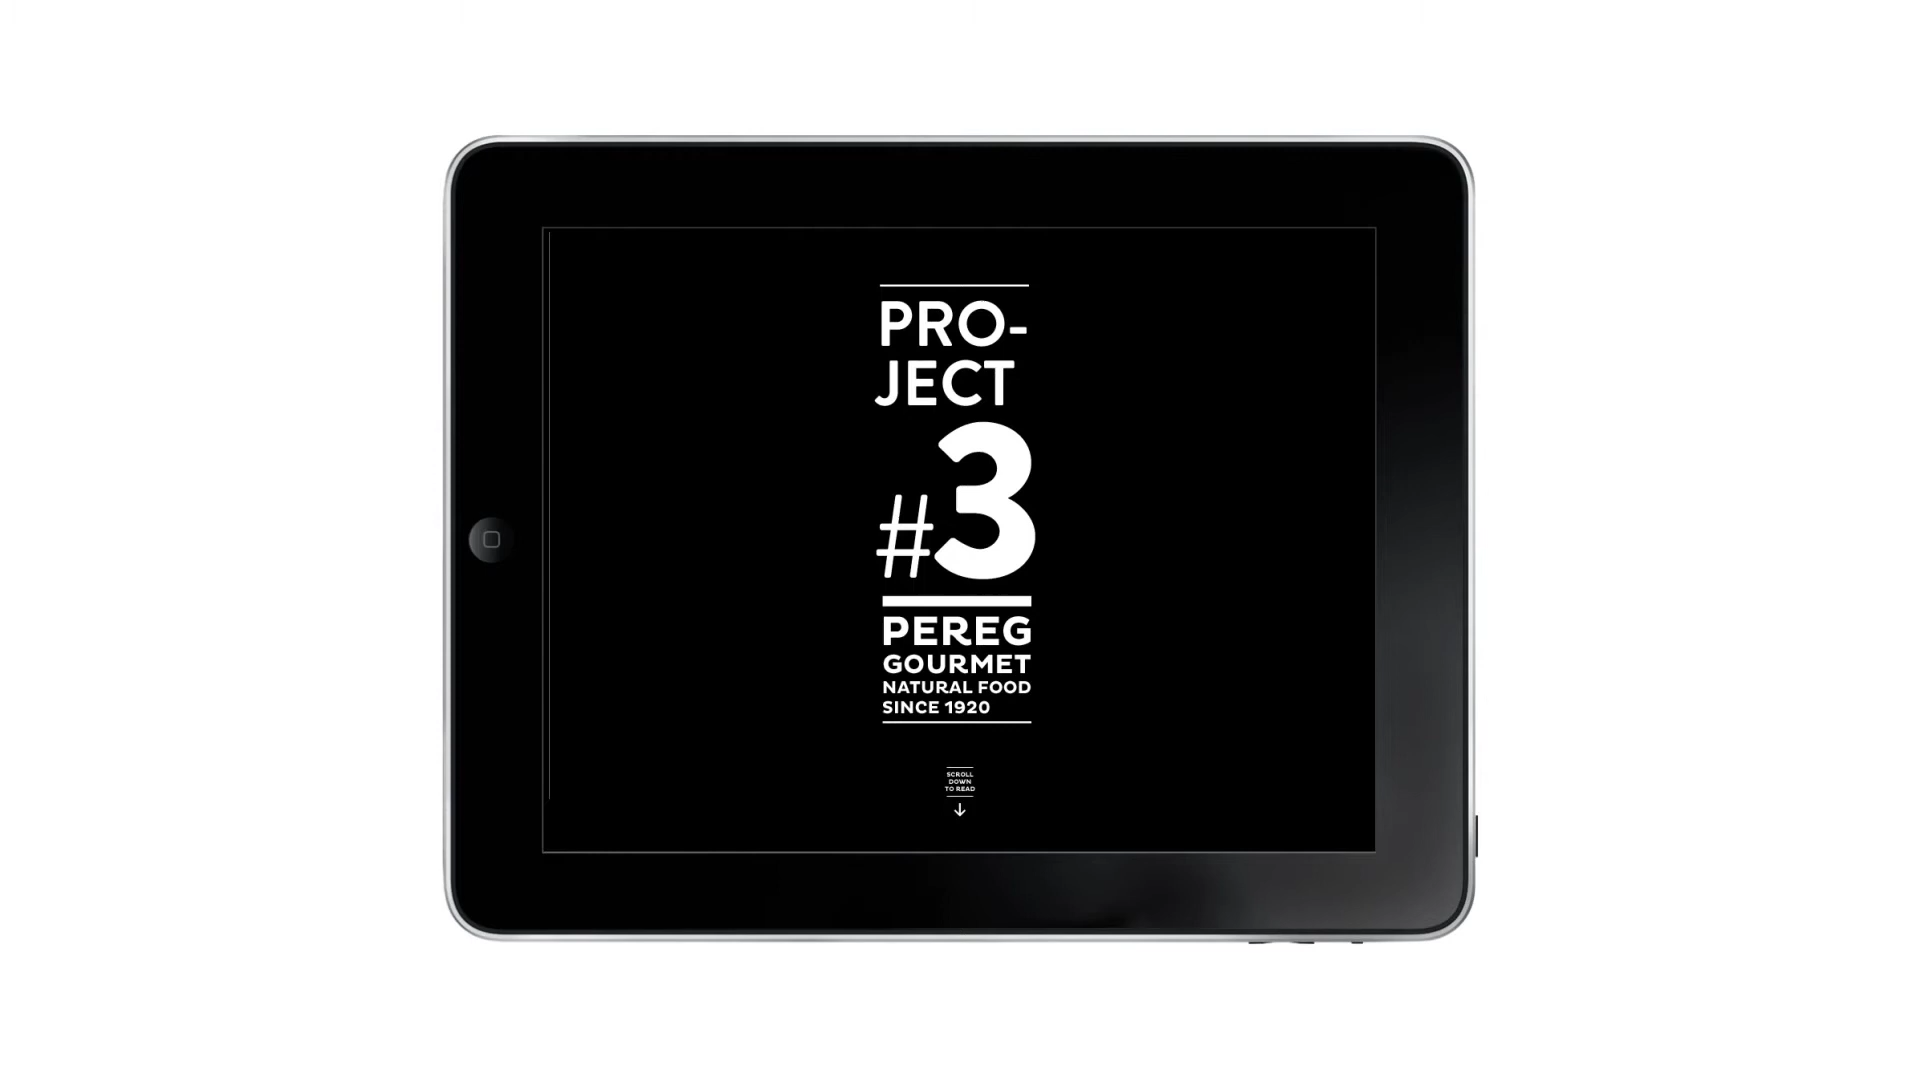 PRO-
JECT
#3
PEREG
GOURMET
NATURAL FOOD
SINCE 1920
SCROLL
DOWN
TO READ